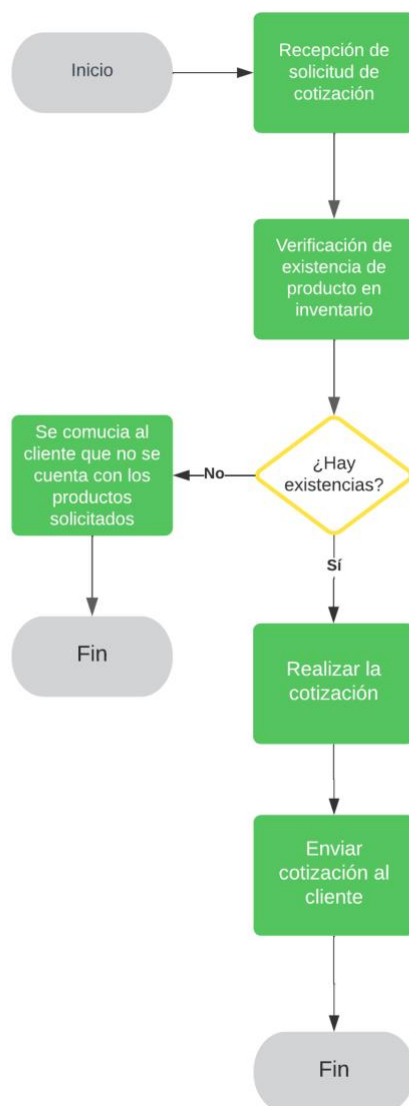 Inicio
Recepción de
solicitud de
cotización
Verificación de
existencia de
producto en
inventario
¿Hay
existencias?
No
Se comucia al
cliente que no se
cuenta con los
productos
solicitados
Fin
Sí
Realizar la
cotización
Enviar
cotización al
cliente
Fin